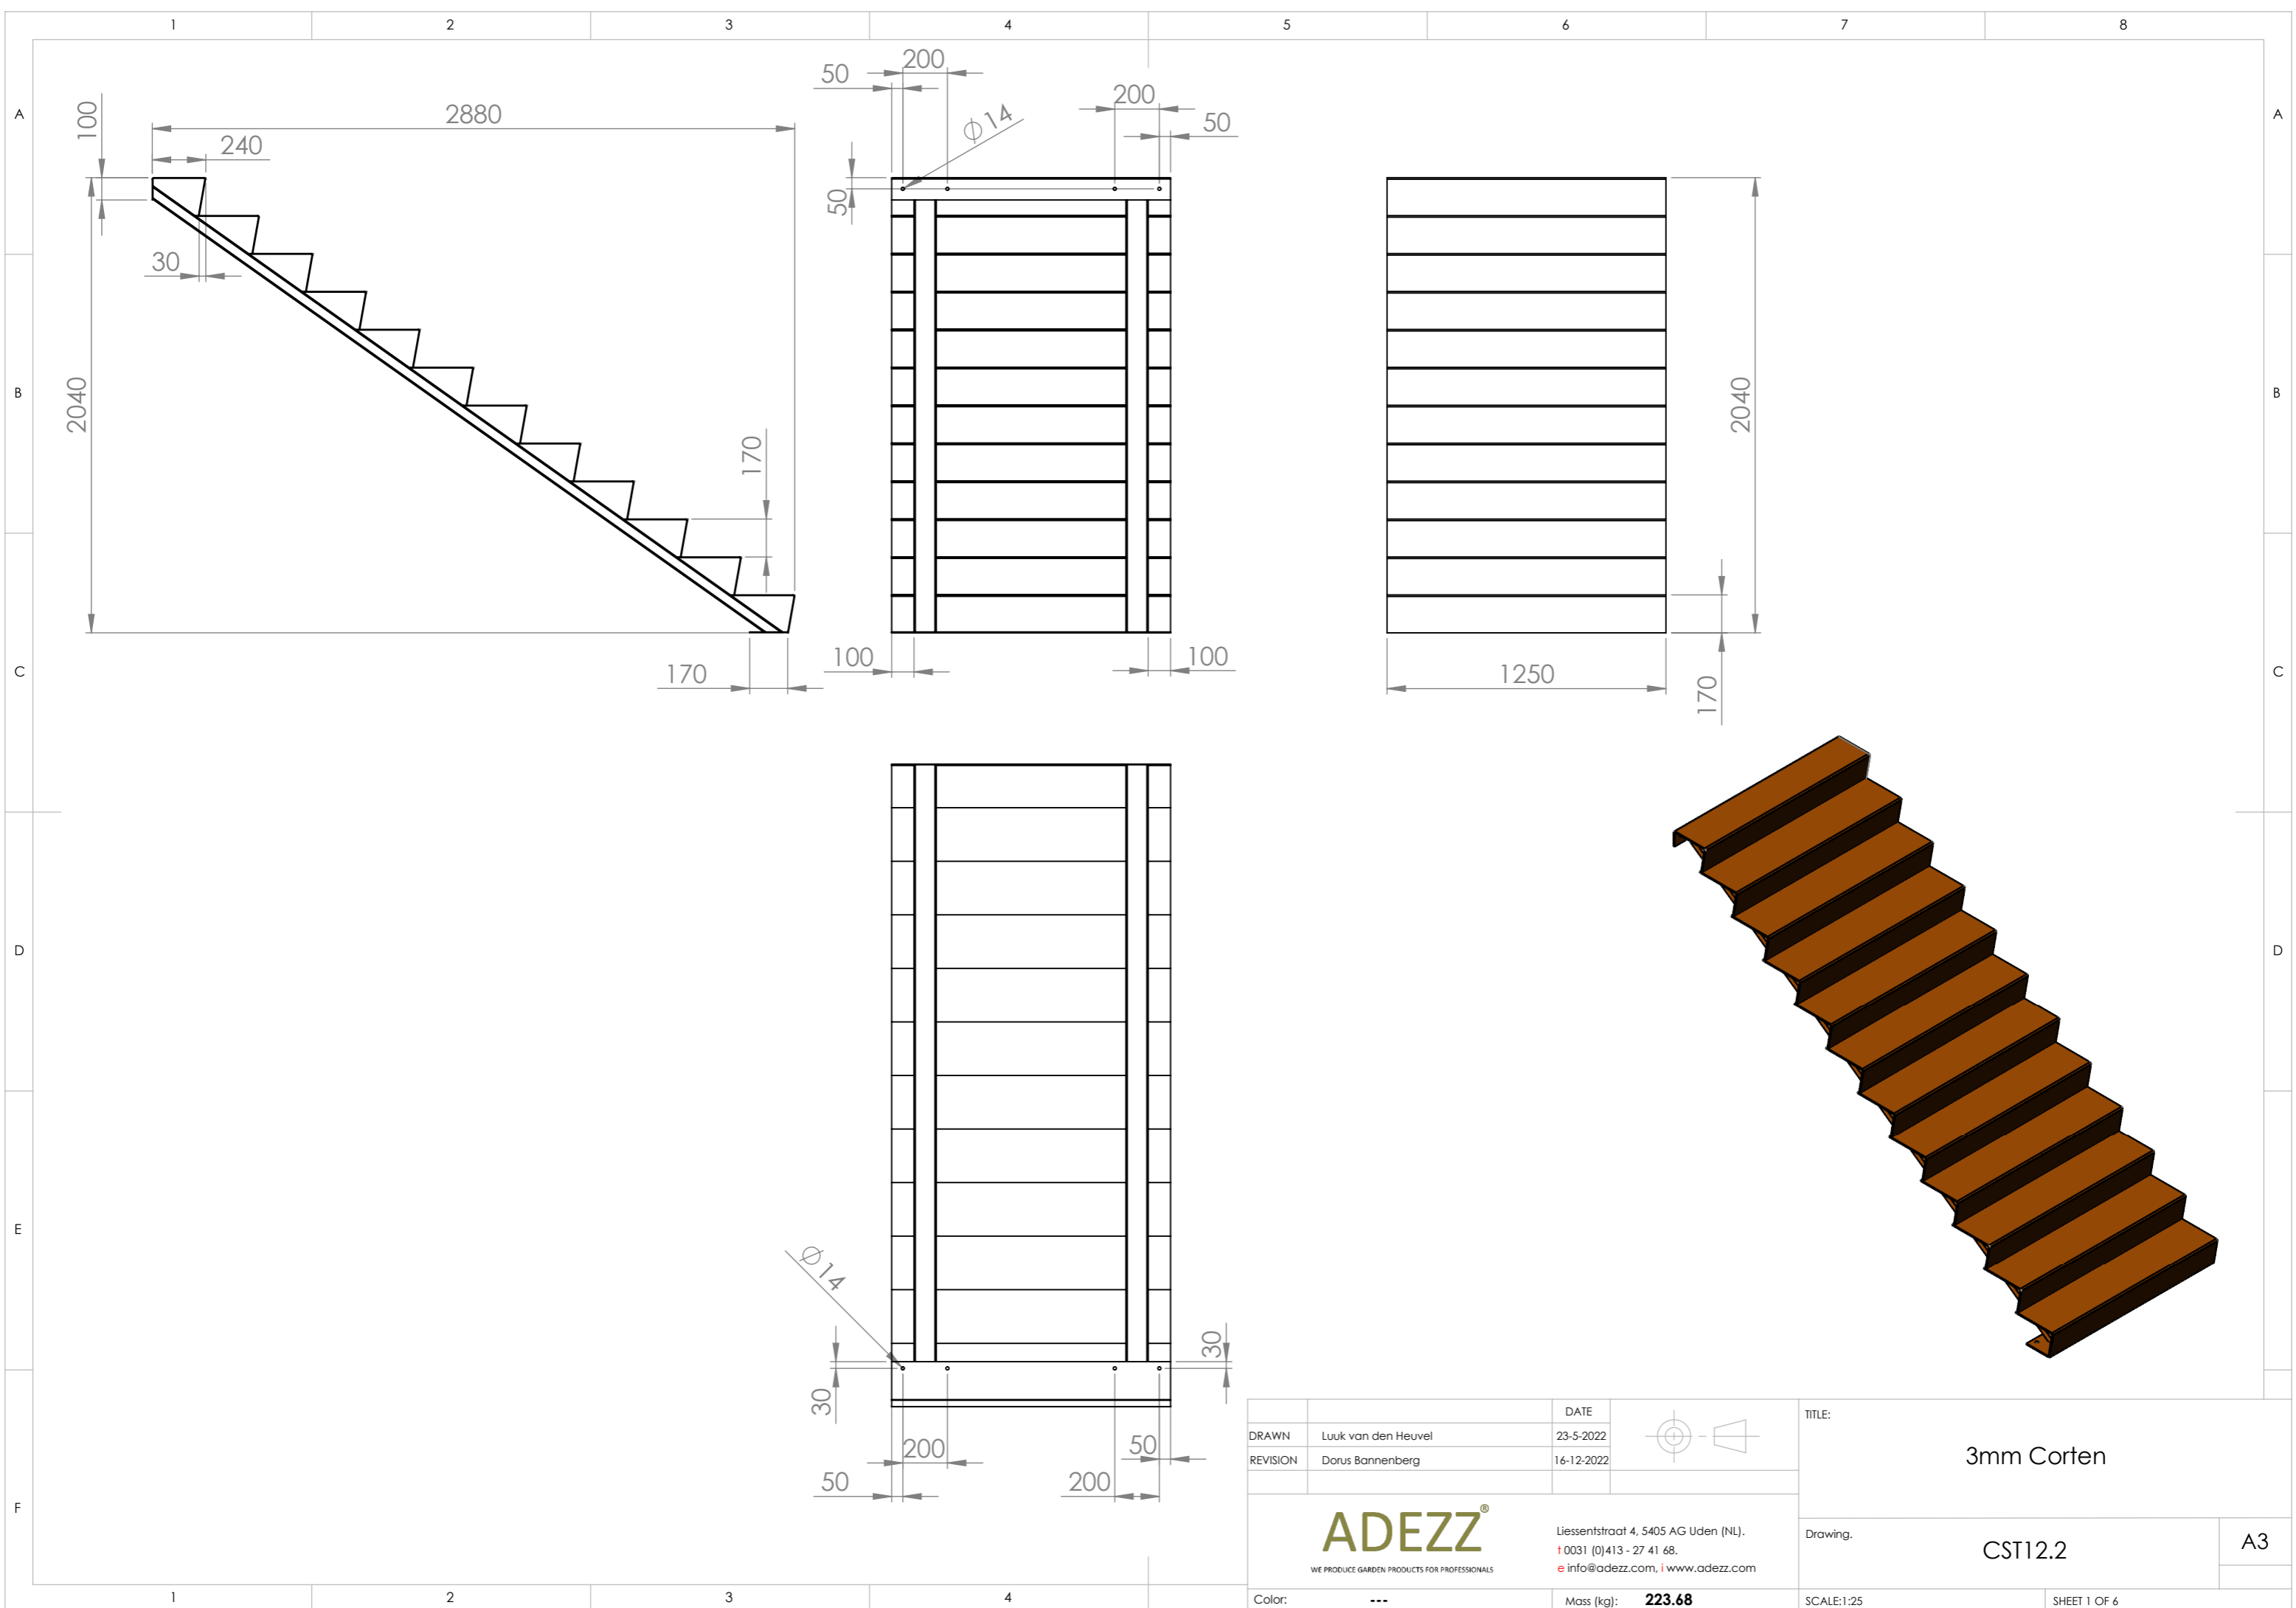 1 2 3 4 5 6 7 8
A A
B B
C C
D D
E
F
2880
100
240
30
2040
170
170
50
200
Φ14
200
50
50
100
100
2040
1250
170
Φ14
30
30
200
50
50
200
DATE
DRAWN Luuk van den Heuvel 23-5-2022
REVISION Dorus Bannenberg 16-12-2022
TITLE:
3mm Corten
ADEZZ®
WE PRODUCE GARDEN PRODUCTS FOR PROFESSIONALS
Liessentstraat 4, 5405 AG Uden (NL).
t 0031 (0)413 - 27 41 68.
e info@adezz.com, i www.adezz.com
Drawing.
CST12.2
A3
Color: ---
Mass (kg): 223.68
SCALE:1:25
SHEET 1 OF 6
1 2 3 4